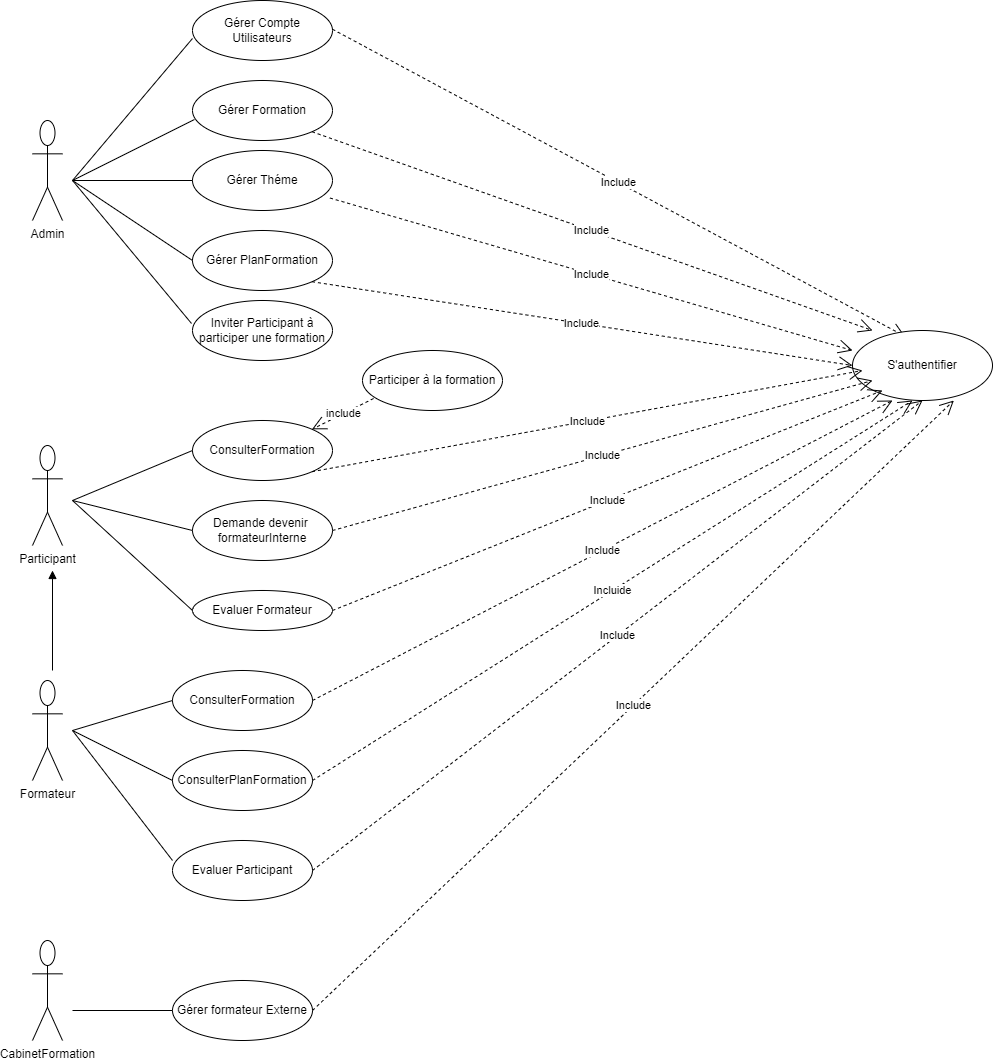 Gérer Compte
Utilisateurs
Gérer Formation
Gérer Thème
Admin
Gérer PlanFormation
Inviter Participant à
participer une formation
Include
Include
Include
Include
S'authentifier
Participer à la formation
include
ConsulterFormation
Include
Demande devenir
formateurInterne
Include
Participant
Evaluer Formateur
Include
ConsulterFormation
Include
Formateur
ConsulterPlanFormation
Incluide
Evaluer Participant
Include
Gérer formateur Externe
Include
CabinetFormation